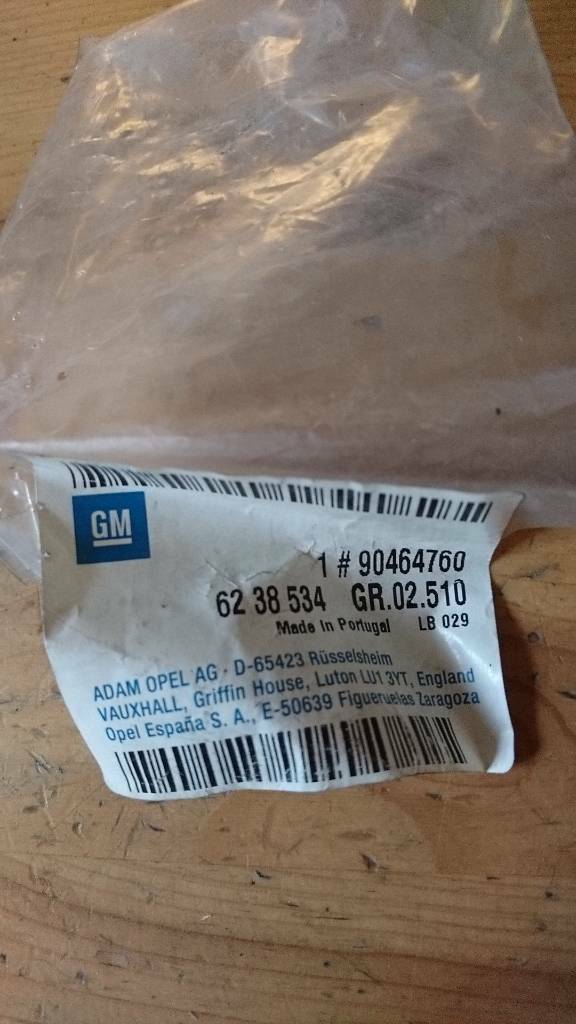 GM
1 # 90464760
62 38 534 GR.02.510
Made In Portugal LB 029
ADAM OPEL AG - D-65423 Rüsselsheim
VAUXHALL, Griffin House, Luton LU1 3YT, England
Opel España S. A., E-50639 Figueruelas Zaragoza